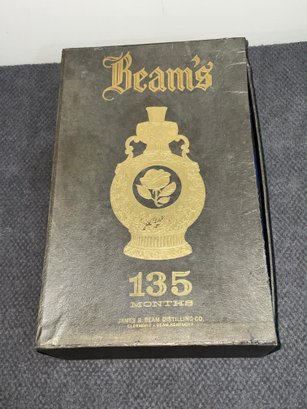 Beam's
135
MONTHS
JAMES B. BEAM DISTILLING CO.
CLERMONT • BEAM, KENTUCKY